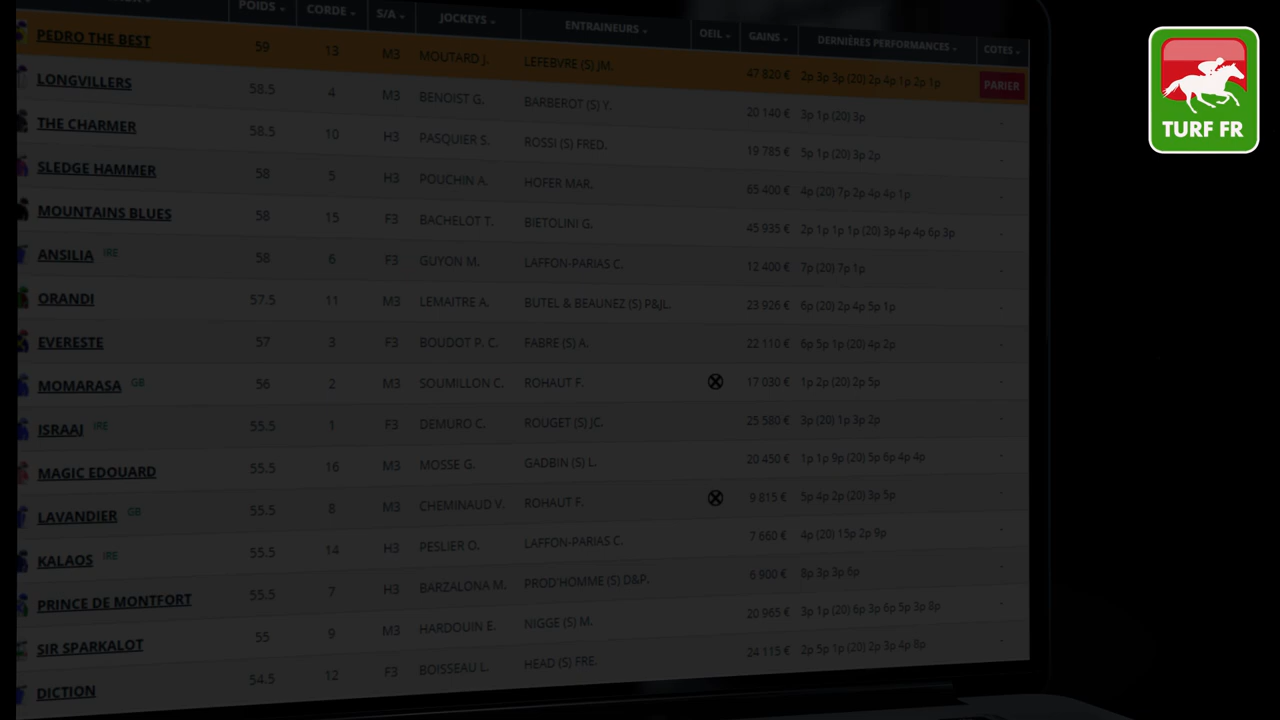 POIDS CORDE S/A JOCKEYS ENTRAINEURS OEIL GAINS DERNIÈRES PERFORMANCES COTES
PEDRO THE BEST 59 13 M3 MOUTARD J. LEFEBVRE (S) JM. 47 820 € 2p 3p 3p (20) 2p 4p 1p 2p 1p PARIER
LONGVILLERS 58.5 4 M3 BENOIST G. BARBEROT (S) Y. 20 140 € 3p 1p (20) 3p -
THE CHARMER 58.5 10 H3 PASQUIER S. ROSSI (S) FRED. 19 785 € 5p 1p (20) 3p 2p -
SLEDGE HAMMER 58 5 H3 POUCHIN A. HOFER MAR. 65 400 € 4p (20) 7p 2p 4p 4p 1p -
MOUNTAINS BLUES 58 15 F3 BACHELOT T. BIETOLINI G. 45 935 € 2p 1p 1p 1p (20) 3p 4p 4p 6p 3p -
ANSILIA IRE 58 6 F3 GUYON M. LAFFON-PARIAS C. 12 400 € 7p (20) 7p 1p -
ORANDI 57.5 11 M3 LEMAITRE A. BUTEL & BEAUNEZ (S) P&JL. 23 926 € 6p (20) 2p 4p 5p 1p -
EVERESTE 57 3 F3 BOUDOT P. C. FABRE (S) A. 22 110 € 6p 5p 1p (20) 4p 2p -
MOMARASA GB 56 2 M3 SOUMILLON C. ROHAUT F. 17 030 € 1p 2p (20) 2p 5p -
ISRAAJ IRE 55.5 1 F3 DEMURO C. ROUGET (S) JC. 25 580 € 3p (20) 1p 3p 2p -
MAGIC EDOUARD 55.5 16 M3 MOSSE G. GADBIN (S) L. 20 450 € 1p 1p 9p (20) 5p 6p 4p 4p -
LAVANDIER GB 55.5 8 M3 CHEMINAUD V. ROHAUT F. 9 815 € 5p 4p 2p (20) 3p 5p -
KALAOS IRE 55.5 14 H3 PESLIER O. LAFFON-PARIAS C. 7 660 € 4p (20) 15p 2p 9p -
PRINCE DE MONTFORT 55.5 7 H3 BARZALONA M. PROD'HOMME (S) D&P. 6 900 € 8p 3p 3p 6p -
SIR SPARKALOT 55 9 M3 HARDOUIN E. NIGGE (S) M. 20 965 € 3p 1p (20) 6p 3p 6p 5p 3p 8p -
DICTION 54.5 12 F3 BOISSEAU L. HEAD (S) FRE. 24 115 € 2p 5p 1p (20) 2p 3p 4p 8p -
TURF FR